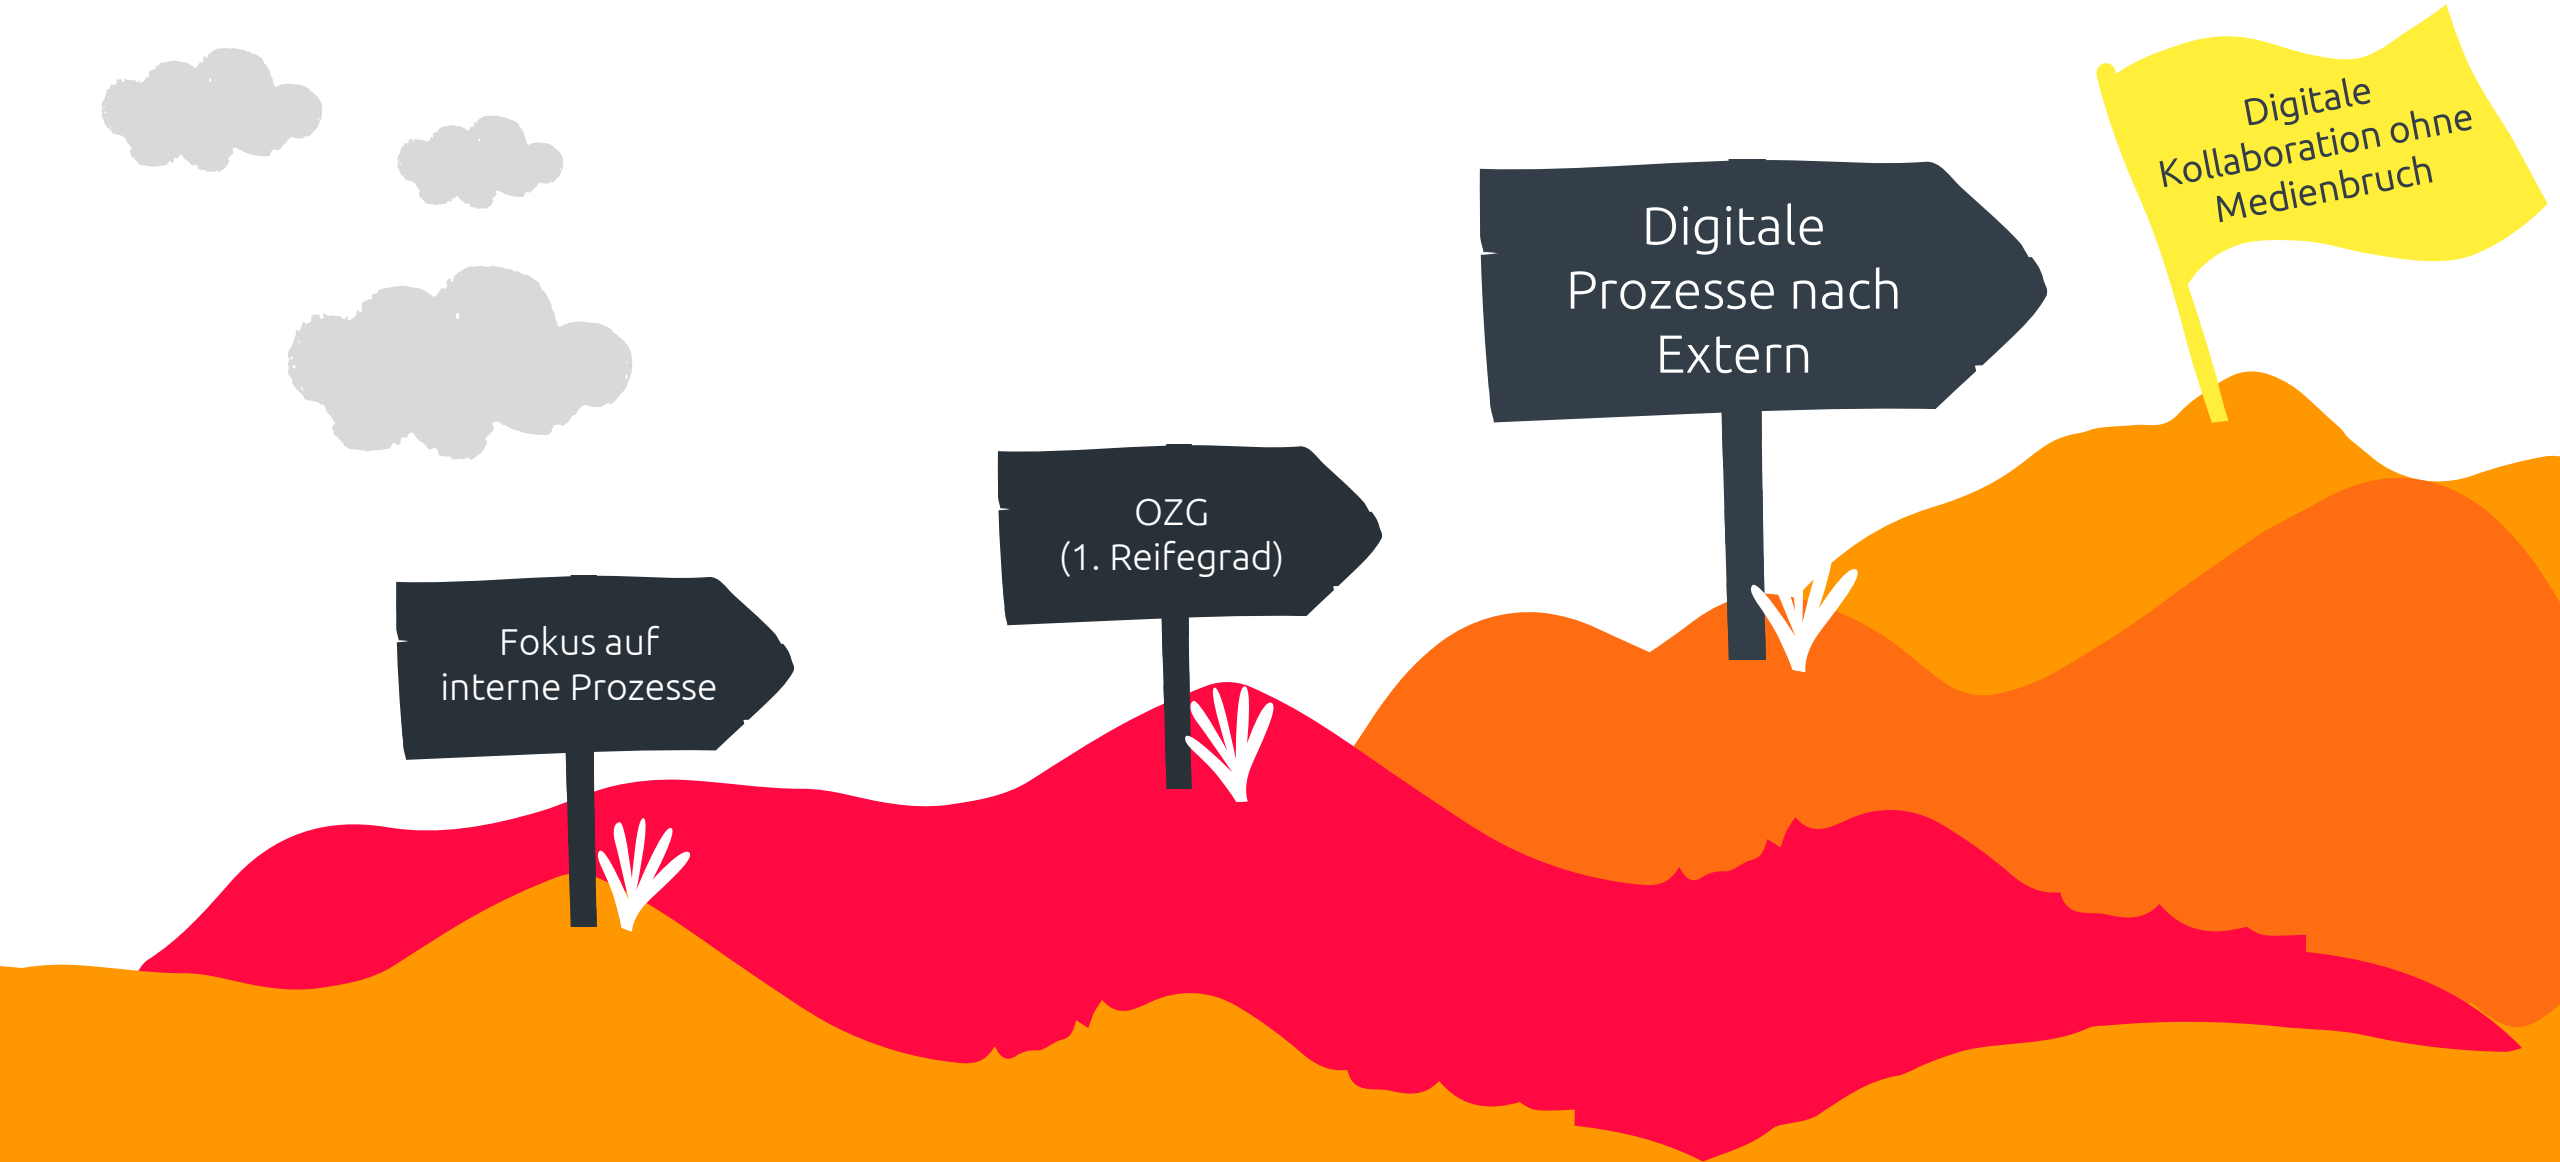 Fokus auf
interne Prozesse
OZG
(1. Reifegrad)
Digitale
Prozesse nach
Extern
Digitale
Kollaboration ohne
Medienbruch